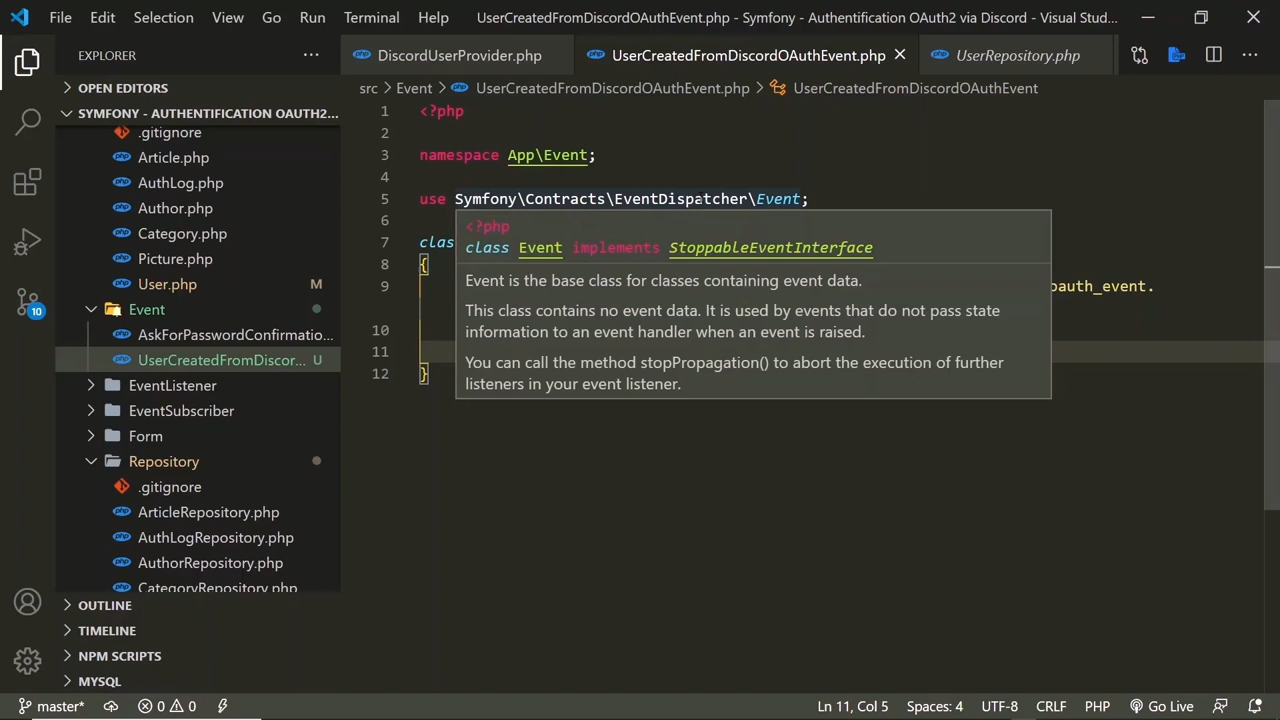 File Edit Selection View Go Run Terminal Help UserCreatedFromDiscordOAuthEvent.php - Symfony - Authentification OAuth2 via Discord - Visual Stud...
EXPLORER
OPEN EDITORS
SYMFONY - AUTHENTIFICATION OAUTH2...
.gitignore
Article.php
AuthLog.php
Author.php
Category.php
Picture.php
User.php M
Event
AskForPasswordConfirmatio...
UserCreatedFromDiscor... U
EventListener
EventSubscriber
Form
Repository
.gitignore
ArticleRepository.php
AuthLogRepository.php
AuthorRepository.php
CategoryRepository.php
OUTLINE
TIMELINE
NPM SCRIPTS
MYSQL
10
DiscordUserProvider.php UserCreatedFromDiscordOAuthEvent.php UserRepository.php
src > Event > UserCreatedFromDiscordOAuthEvent.php > UserCreatedFromDiscordOAuthEvent
1 <?php
2
3 namespace App\Event;
4
5 use Symfony\Contracts\EventDispatcher\Event;
6
7 clas
8 {
9 oauth_event.
10
11
12 }
<?php
class Event implements StoppableEventInterface
Event is the base class for classes containing event data.
This class contains no event data. It is used by events that do not pass state
information to an event handler when an event is raised.
You can call the method stopPropagation() to abort the execution of further
listeners in your event listener.
master* 0 0 Ln 11, Col 5 Spaces: 4 UTF-8 CRLF PHP Go Live